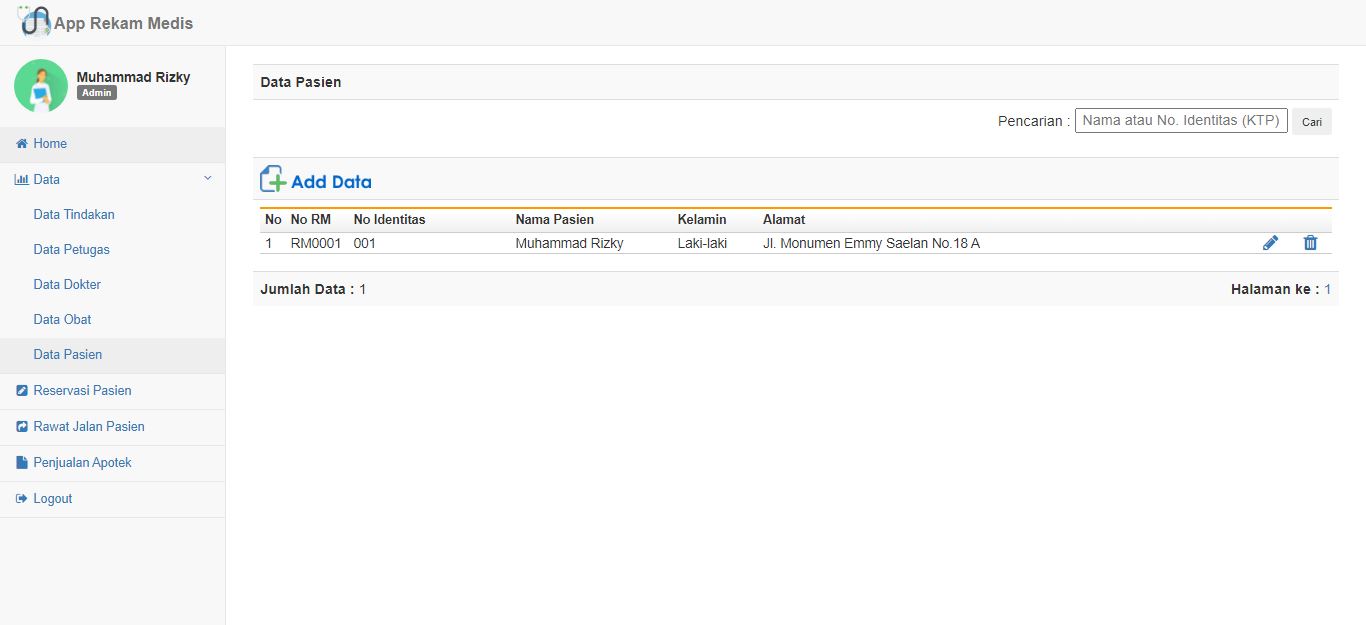 App Rekam Medis
Muhammad Rizky
Admin
Home
Data
Data Tindakan
Data Petugas
Data Dokter
Data Obat
Data Pasien
Reservasi Pasien
Rawat Jalan Pasien
Penjualan Apotek
Logout
Data Pasien
Pencarian : Nama atau No. Identitas (KTP) Cari
Add Data
No No RM No Identitas Nama Pasien Kelamin Alamat
1 RM0001 001 Muhammad Rizky Laki-laki Jl. Monumen Emmy Saelan No.18 A
Jumlah Data : 1 Halaman ke : 1